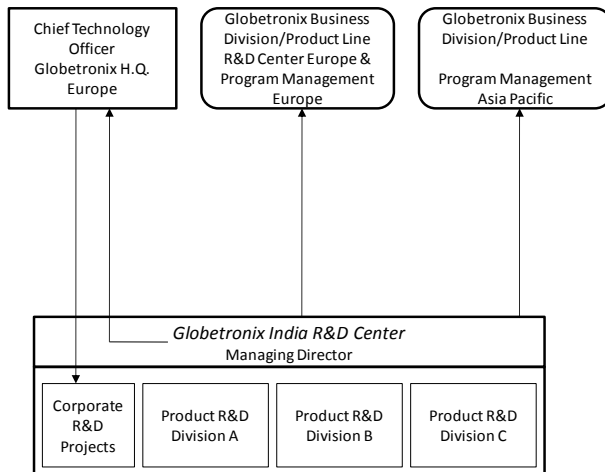 Chief Technology
Officer
Globetronix H.Q.
Europe
Globetronix Business
Division/Product Line
R&D Center Europe &
Program Management
Europe
Globetronix Business
Division/Product Line
Program Management
Asia Pacific
Globetronix India R&D Center
Managing Director
Corporate
R&D
Projects
Product R&D
Division A
Product R&D
Division B
Product R&D
Division C